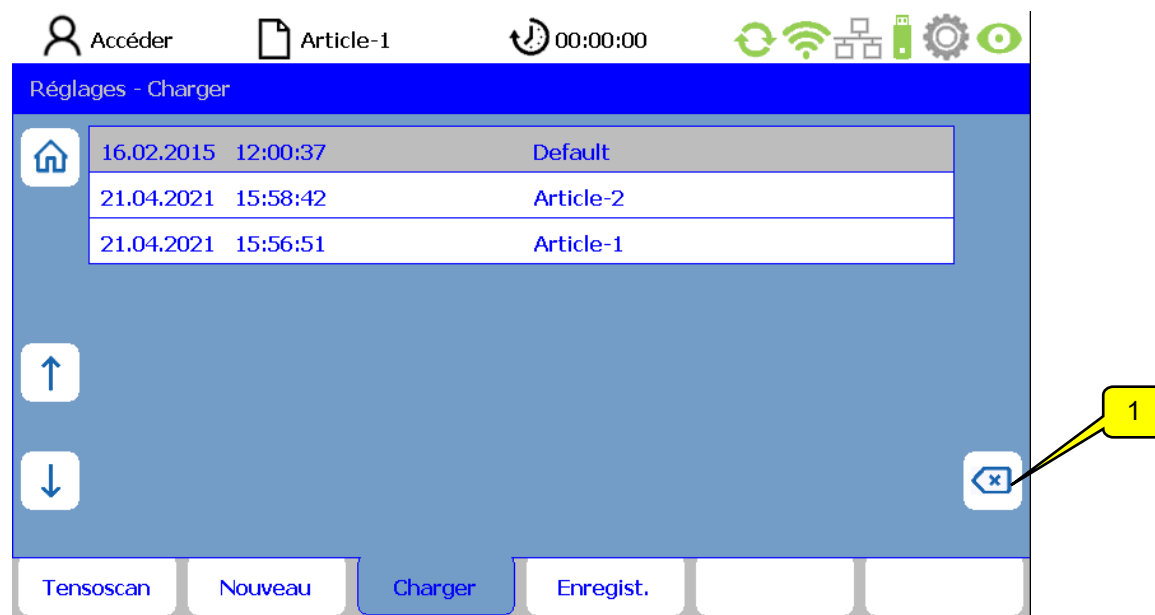 Accéder Article-1 00:00:00
Réglages - Charger
16.02.2015 12:00:37 Default
21.04.2021 15:58:42 Article-2
21.04.2021 15:56:51 Article-1
1
Tensoscan Nouveau Charger Enregist.